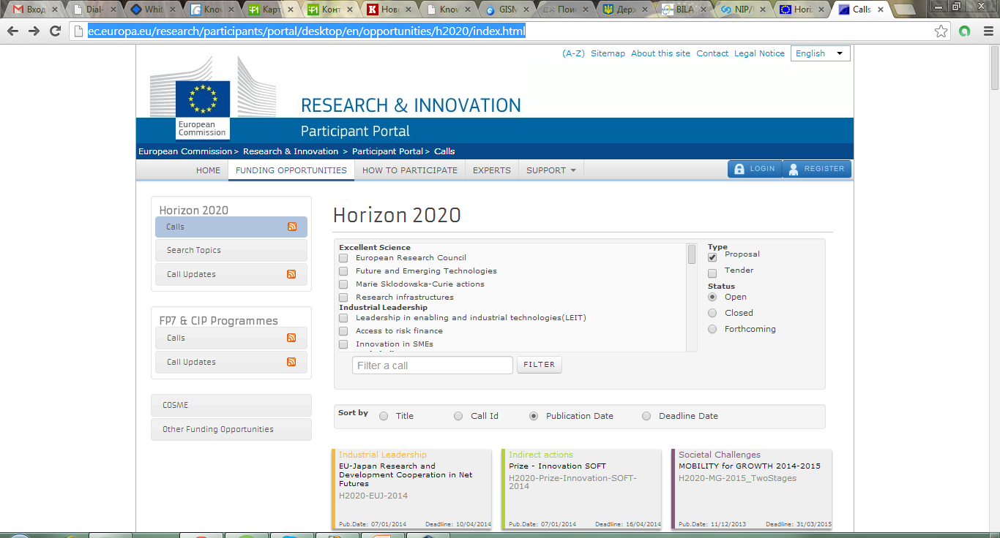 Вход
Dial-
Whit
Know
Карт
Конт
Нов
Know
GISM
Поис
Держ
BILA
NIP/
Hori
Calls
ec.europa.eu/research/participants/portal/desktop/en/opportunities/h2020/index.html
(A-Z) Sitemap About this site Contact Legal Notice English
RESEARCH & INNOVATION
European
Commission
Participant Portal
European Commission> Research & Innovation > Participant Portal> Calls
HOME FUNDING OPPORTUNITIES HOW TO PARTICIPATE EXPERTS SUPPORT LOGIN REGISTER
Horizon 2020
Calls
Search Topics
Call Updates
FP7 & CIP Programmes
Calls
Call Updates
COSME
Other Funding Opportunities
Horizon 2020
Excellent Science
European Research Council
Future and Emerging Technologies
Marie Sklodowska-Curie actions
Research infrastructures
Industrial Leadership
Leadership in enabling and industrial technologies(LEIT)
Access to risk finance
Innovation in SMEs
Filter a call FILTER
Type
Proposal
Tender
Status
Open
Closed
Forthcoming
Sort by Title Call Id Publication Date Deadline Date
Industrial Leadership
EU-Japan Research and
Development Cooperation in Net
Futures
H2020-EUJ-2014
Pub.Date: 07/01/2014 Deadline: 10/04/2014
Indirect actions
Prize - Innovation SOFT
H2020-Prize-Innovation-SOFT-
2014
Pub.Date: 07/01/2014 Deadline: 16/04/2014
Societal Challenges
MOBILITY for GROWTH 2014-2015
H2020-MG-2015_TwoStages
Pub.Date: 11/12/2013 Deadline: 31/03/2015